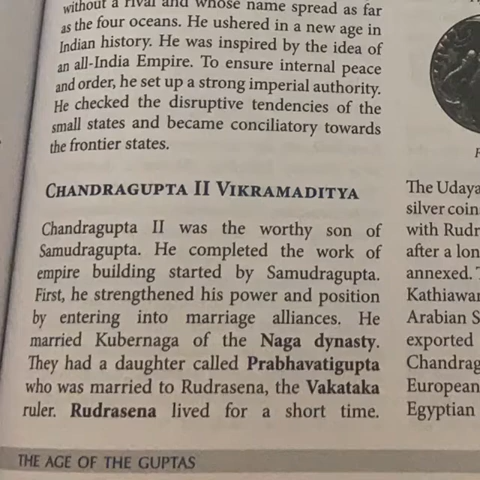 without a rival and whose name spread as far
as the four oceans. He ushered in a new age in
Indian history. He was inspired by the idea of
an all-India Empire. To ensure internal peace
and order, he set up a strong imperial authority.
He checked the disruptive tendencies of the
small states and became conciliatory towards
the frontier states.
CHANDRAGUPTA II VIKRAMADITYA
Chandragupta II was the worthy son of
Samudragupta. He completed the work of
empire building started by Samudragupta.
First, he strengthened his power and position
by entering into marriage alliances. He
married Kubernaga of the Naga dynasty.
They had a daughter called Prabhavatigupta
who was married to Rudrasena, the Vakataka
ruler. Rudrasena lived for a short time.
THE AGE OF THE GUPTAS
The Udaya
silver coin
with Rudr
after a lon
annexed. T
Kathiawar
Arabian S
exported
Chandrag
European
Egyptian